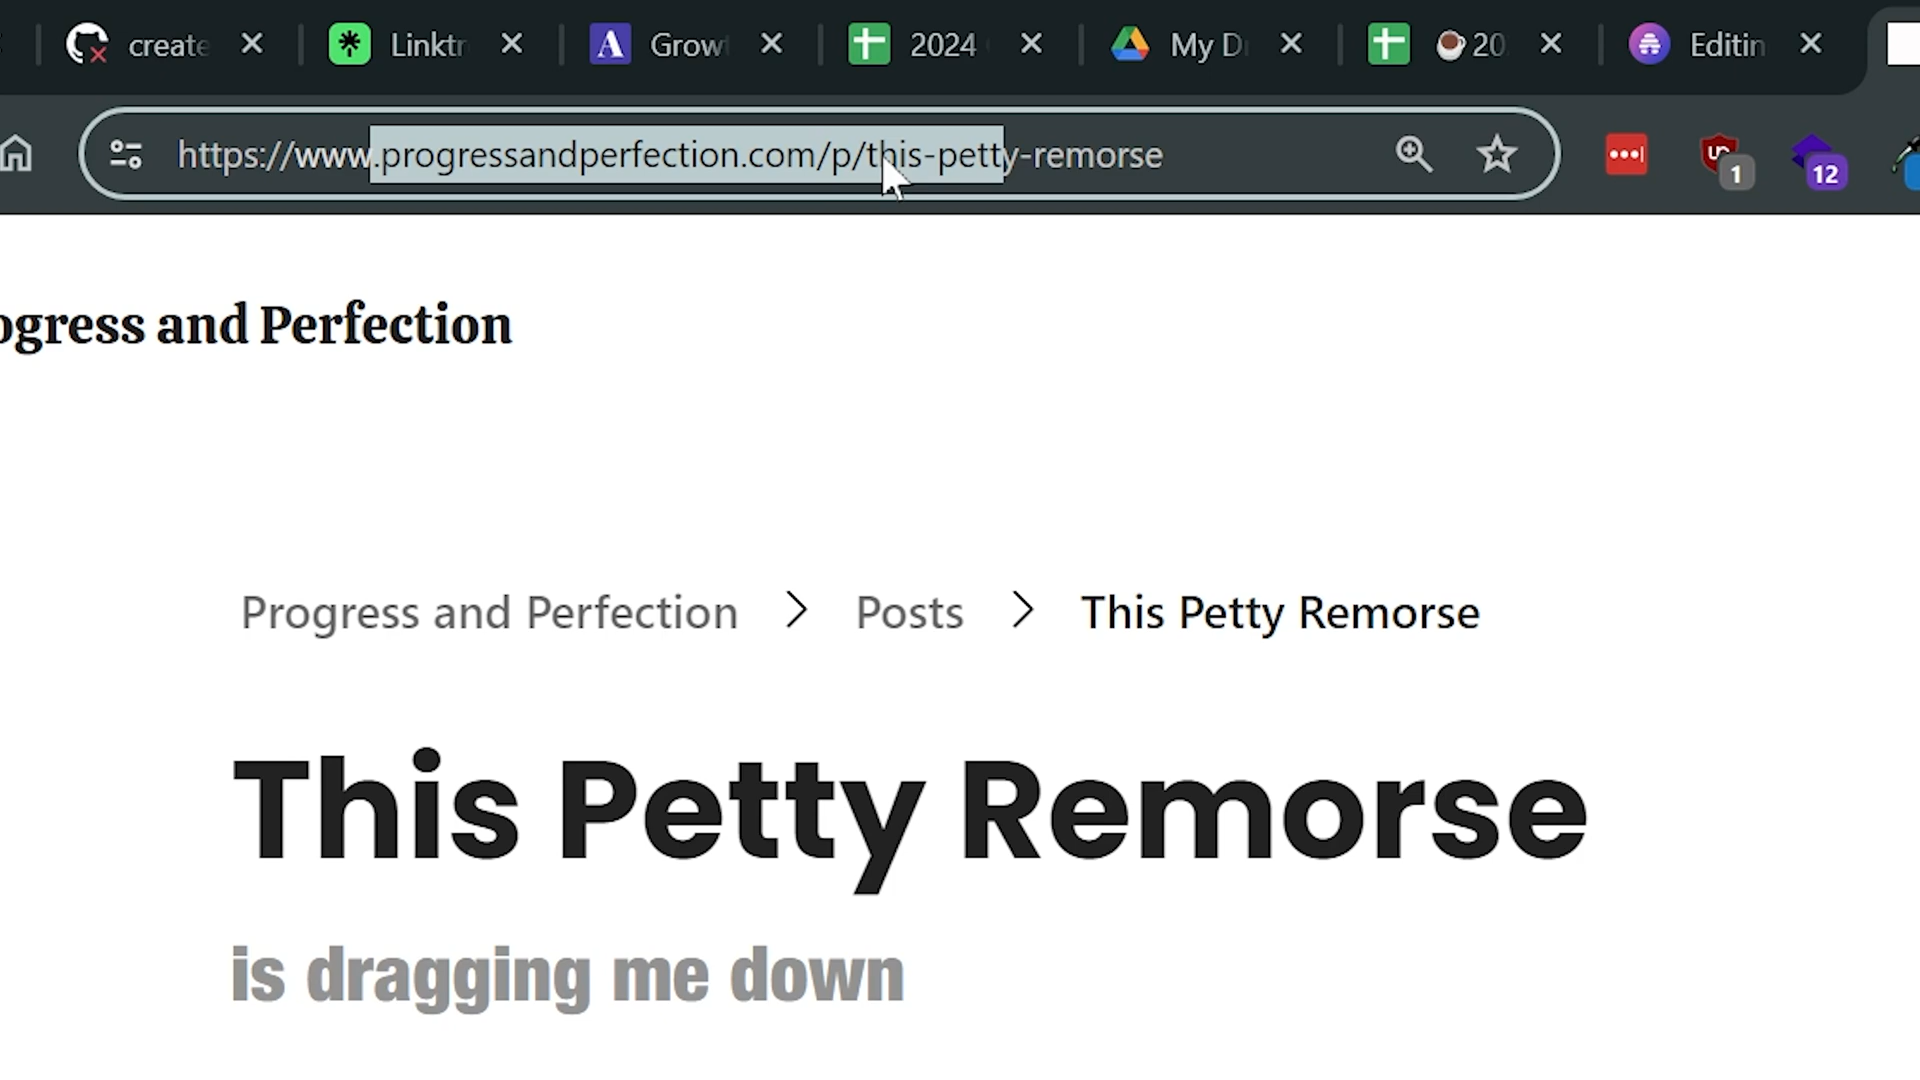 create
Linktr
Grow
2024
My D
20
Editin
https://www.progressandperfection.com/p/this-petty-remorse
1
12
ogress and Perfection
Progress and Perfection > Posts > This Petty Remorse
This Petty Remorse
is dragging me down